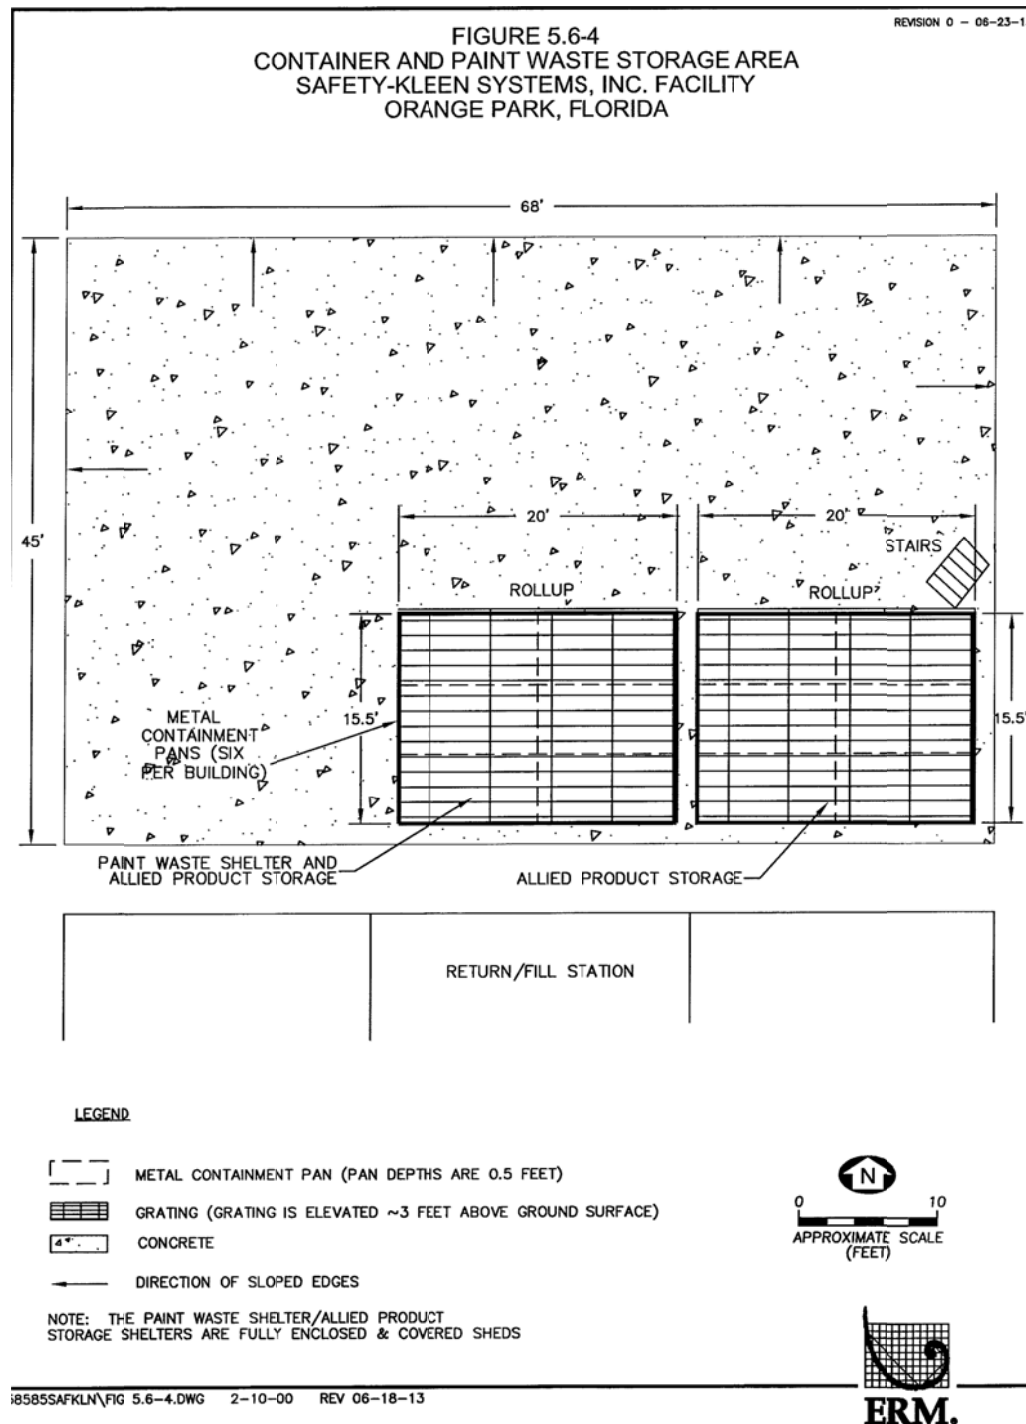 REVISION 0 - 06-23-1
FIGURE 5.6-4
CONTAINER AND PAINT WASTE STORAGE AREA
SAFETY-KLEEN SYSTEMS, INC. FACILITY
ORANGE PARK, FLORIDA
68'
45'
20'
20'
STAIRS
ROLLUP
ROLLUP
METAL
CONTAINMENT
PANS (SIX
PER BUILDING)
15.5'
15.5'
PAINT WASTE SHELTER AND
ALLIED PRODUCT STORAGE
ALLIED PRODUCT STORAGE
RETURN/FILL STATION
LEGEND
METAL CONTAINMENT PAN (PAN DEPTHS ARE 0.5 FEET)
GRATING (GRATING IS ELEVATED ~3 FEET ABOVE GROUND SURFACE)
CONCRETE
DIRECTION OF SLOPED EDGES
NOTE: THE PAINT WASTE SHELTER/ALLIED PRODUCT
STORAGE SHELTERS ARE FULLY ENCLOSED & COVERED SHEDS
N
0 10
APPROXIMATE SCALE
(FEET)
58585SAFKLN\FIG 5.6-4.DWG 2-10-00 REV 06-18-13
ERM.